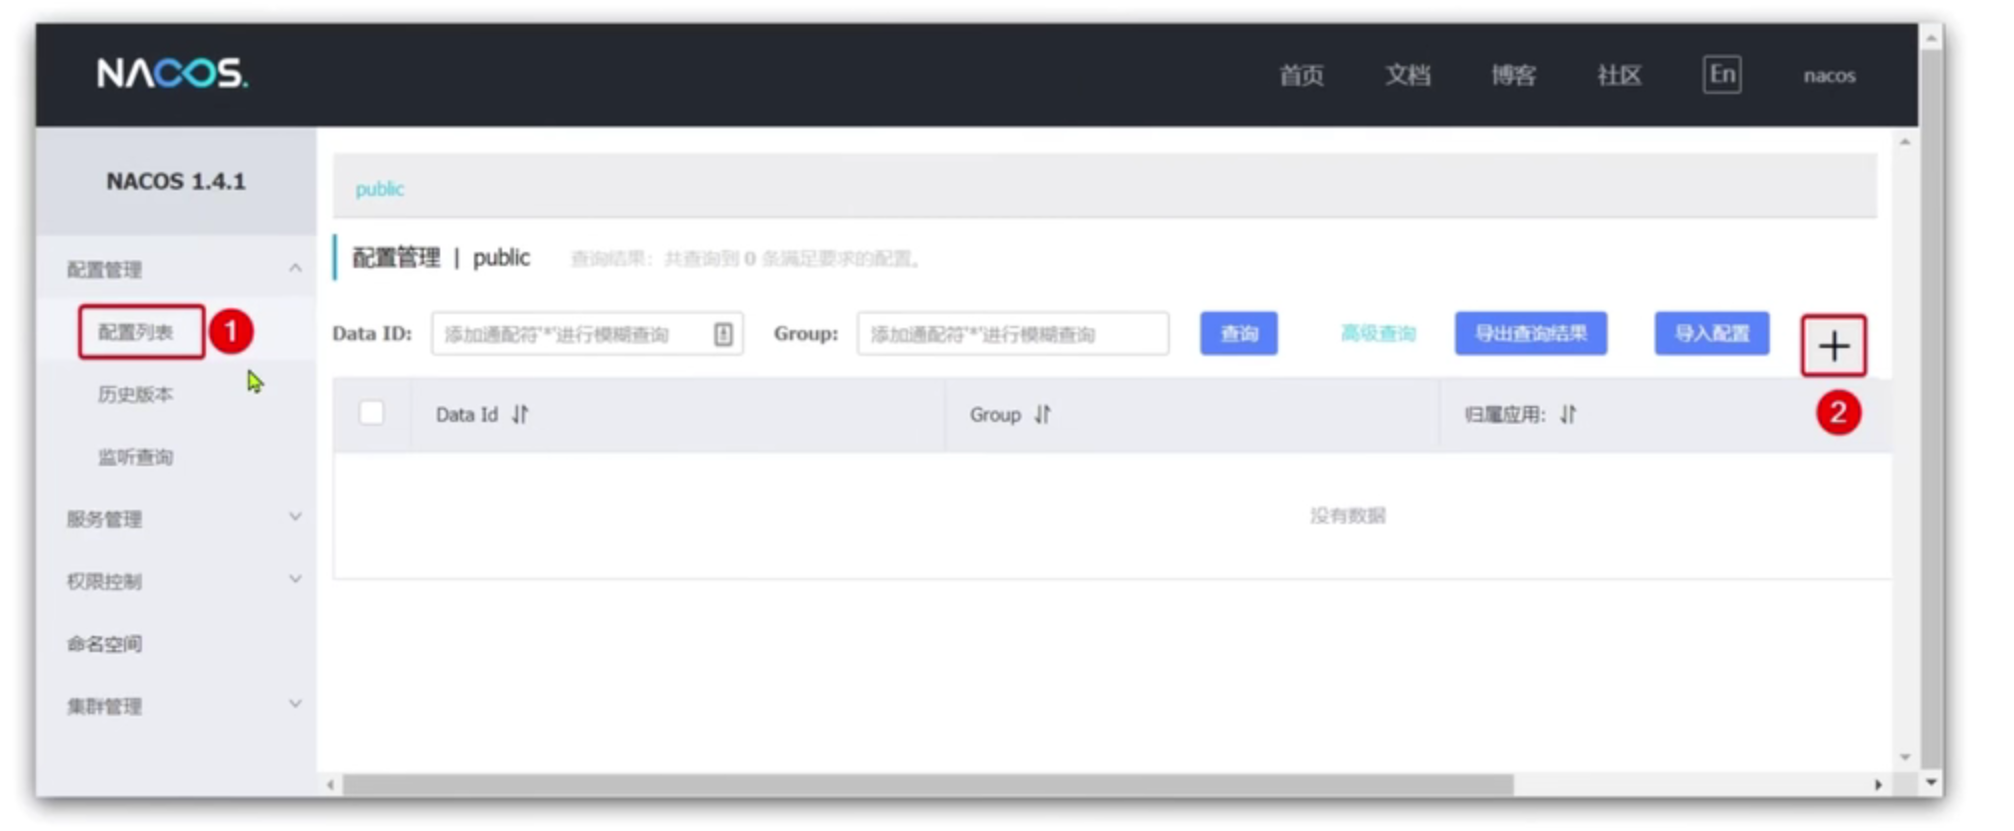 NACOS.
首页 文档 博客 社区 En nacos
NACOS 1.4.1
public
配置管理
配置管理 | public 查询结果：共查询到 0 条满足要求的配置。
配置列表 1
Data ID: 添加通配符'*'进行模糊查询 Group: 添加通配符'*'进行模糊查询 查询 高级查询 导出查询结果 导入配置 +
2
历史版本
Data Id Group 归属应用:
监听查询
没有数据
服务管理
权限控制
命名空间
集群管理